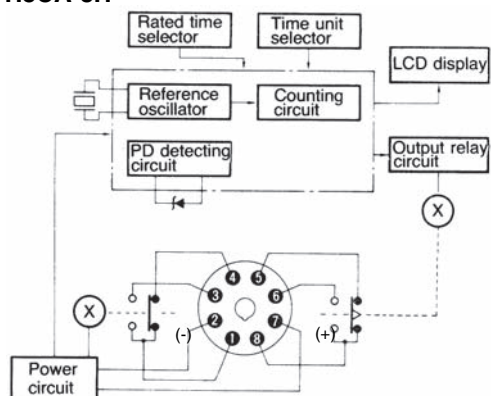 Rated time
selector
Time unit
selector
LCD display
Reference
oscillator
Counting
circuit
PD detecting
circuit
Output relay
circuit
X
4 5
3 6
X
2 7
(-) (+)
1 8
Power
circuit